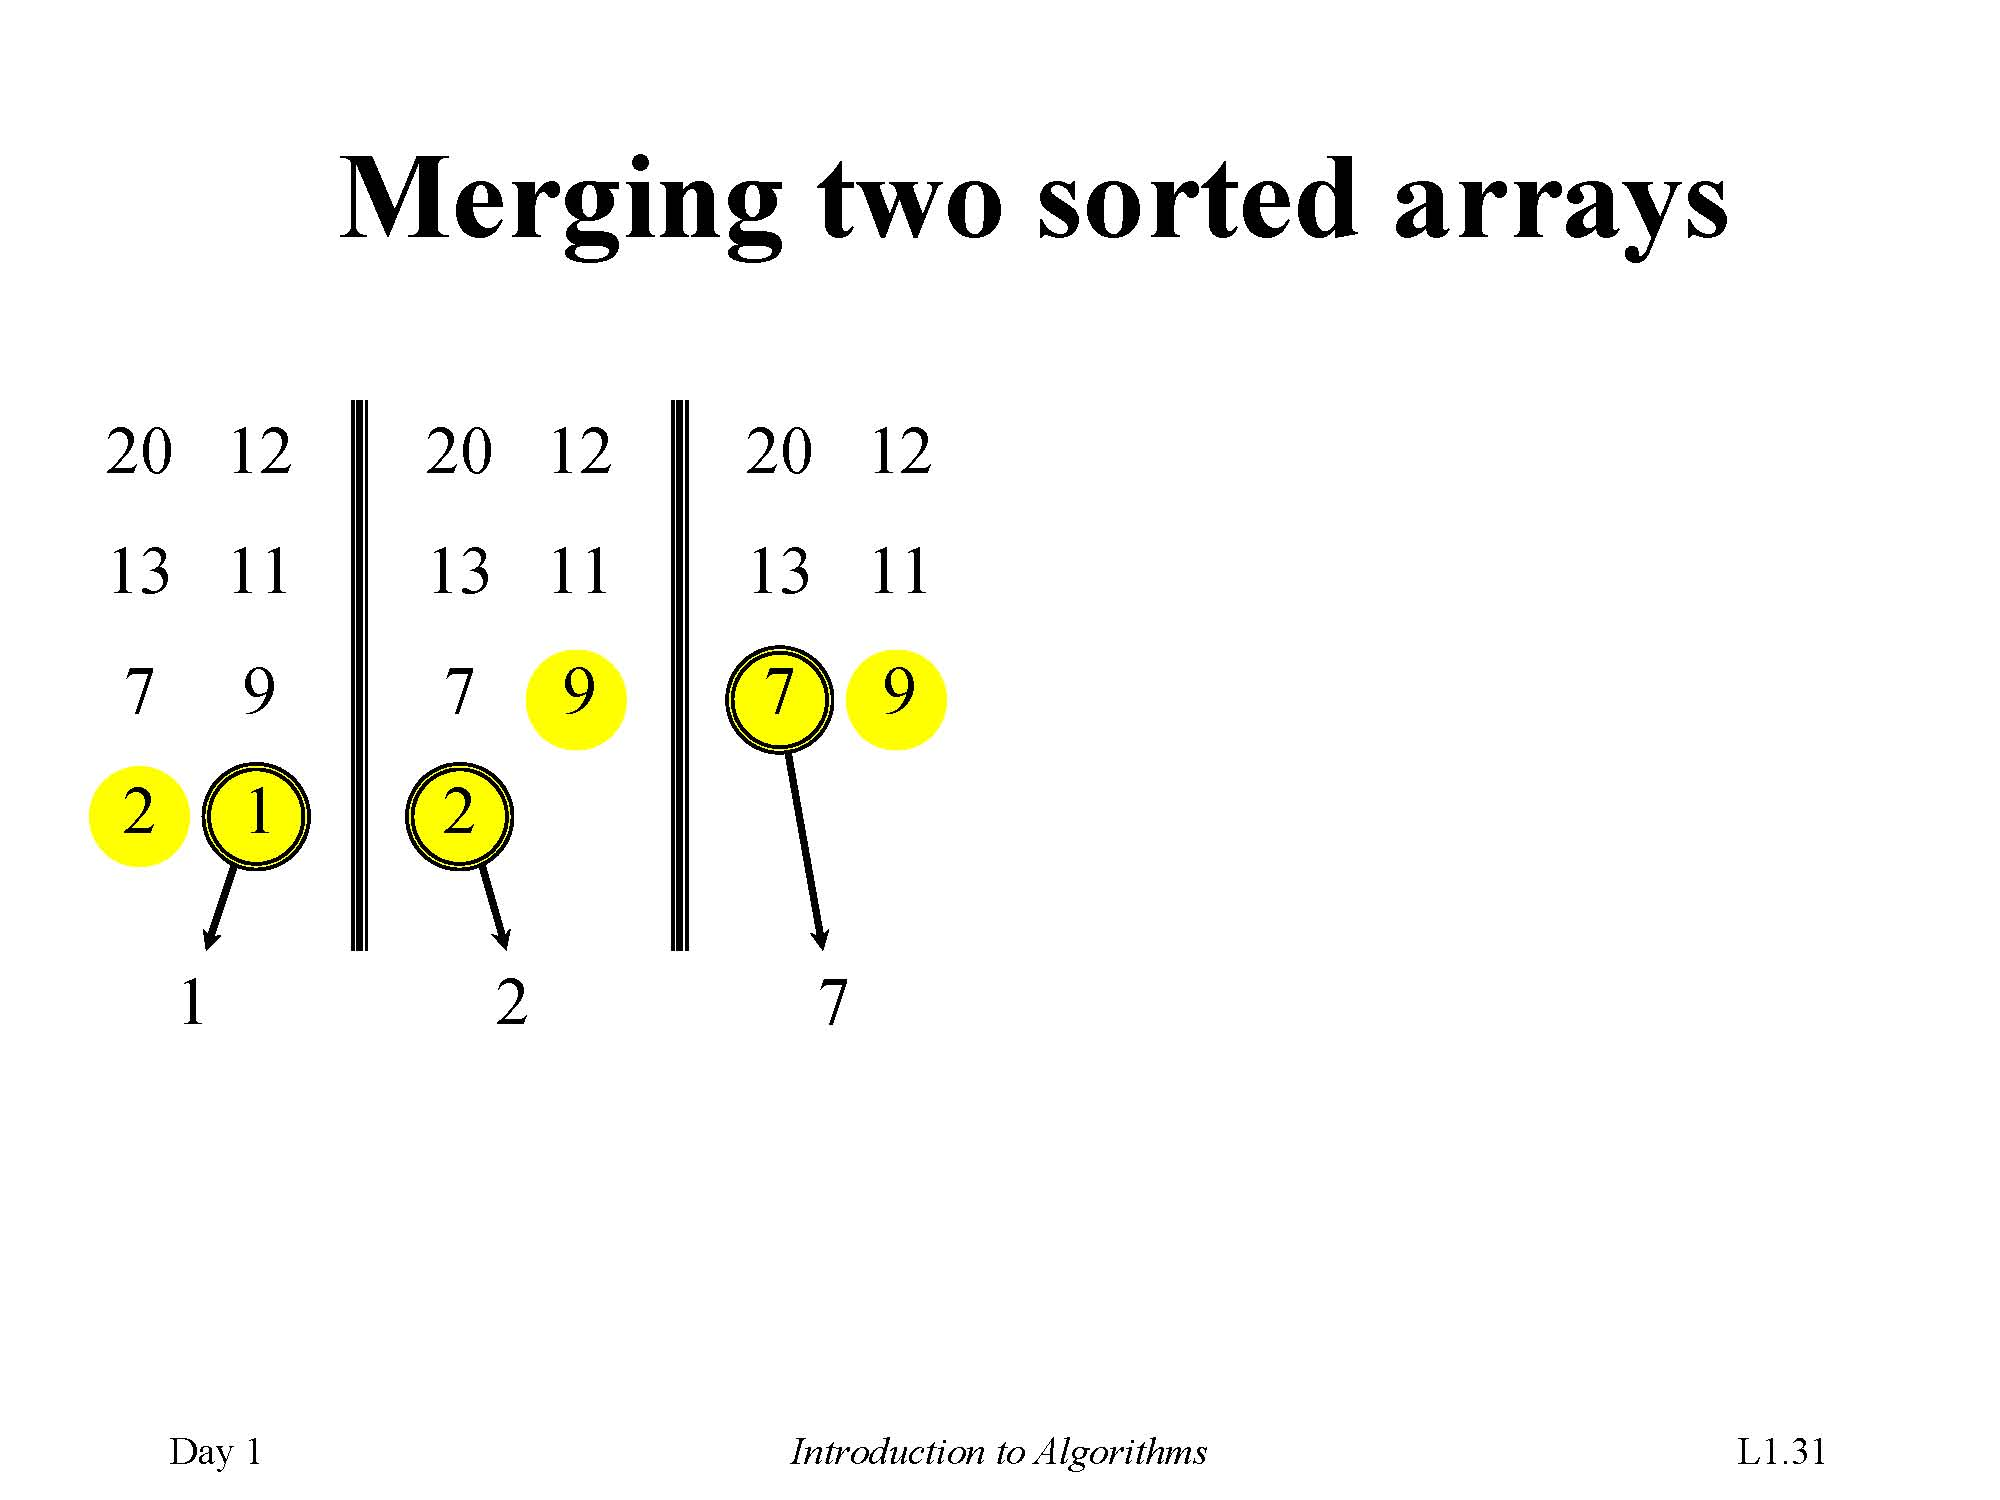 Merging two sorted arrays
20 12 20 12 20 12
13 11 13 11 13 11
7 9 7 9 7 9
2 1 2
1 2 7
Day 1 Introduction to Algorithms L1.31